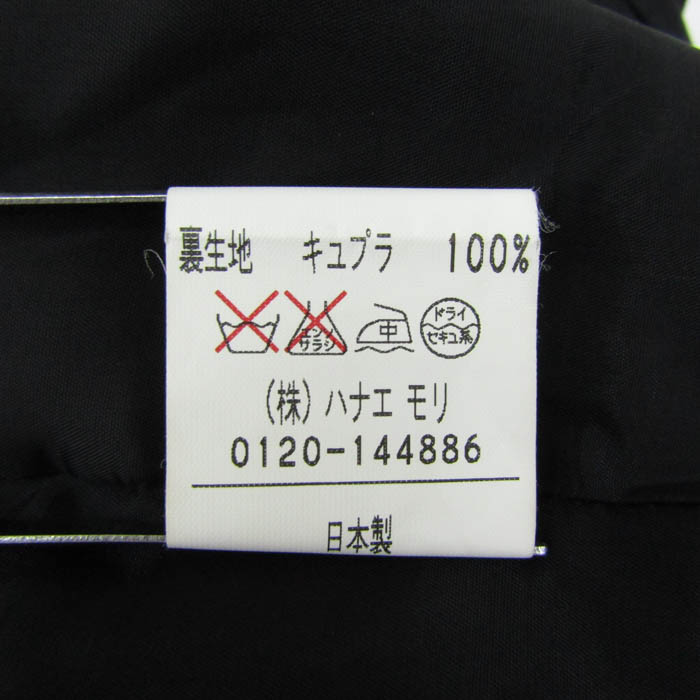 裏生地 キュプラ 100%
エンソ サラシ 中 ドライ セキユ系
(株) ハナエ モリ
0120-144886
日本製